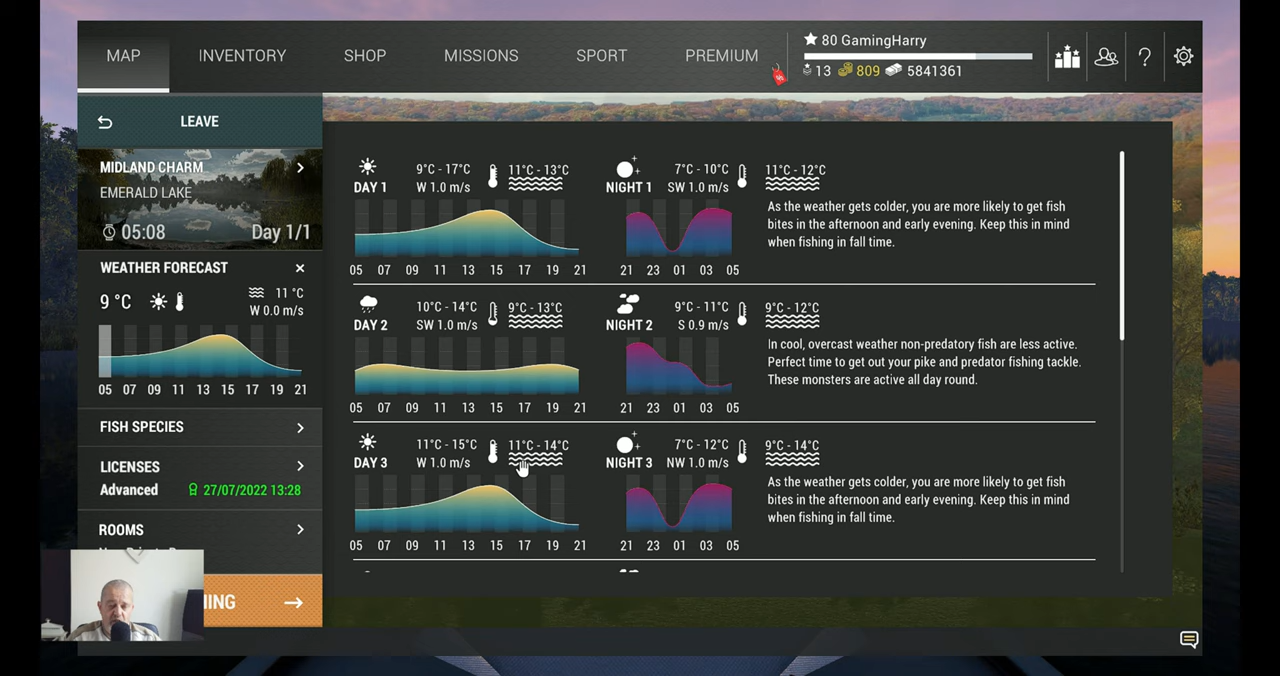 MAP
INVENTORY
SHOP
MISSIONS
SPORT
PREMIUM
80 GamingHarry
13 809 5841361
LEAVE
MIDLAND CHARM
EMERALD LAKE
05:08 Day 1/1
WEATHER FORECAST
9 °C 11 °C
W 0.0 m/s
05 07 09 11 13 15 17 19 21
FISH SPECIES
LICENSES
Advanced 27/07/2022 13:28
ROOMS
ING
DAY 1
9°C - 17°C
W 1.0 m/s
11°C - 13°C
05 07 09 11 13 15 17 19 21
NIGHT 1
7°C - 10°C
SW 1.0 m/s
11°C - 12°C
21 23 01 03 05
As the weather gets colder, you are more likely to get fish
bites in the afternoon and early evening. Keep this in mind
when fishing in fall time.
DAY 2
10°C - 14°C
SW 1.0 m/s
9°C - 13°C
05 07 09 11 13 15 17 19 21
NIGHT 2
9°C - 11°C
S 0.9 m/s
9°C - 12°C
21 23 01 03 05
In cool, overcast weather non-predatory fish are less active.
Perfect time to get out your pike and predator fishing tackle.
These monsters are active all day round.
DAY 3
11°C - 15°C
W 1.0 m/s
11°C - 14°C
05 07 09 11 13 15 17 19 21
NIGHT 3
7°C - 12°C
NW 1.0 m/s
9°C - 14°C
21 23 01 03 05
As the weather gets colder, you are more likely to get fish
bites in the afternoon and early evening. Keep this in mind
when fishing in fall time.